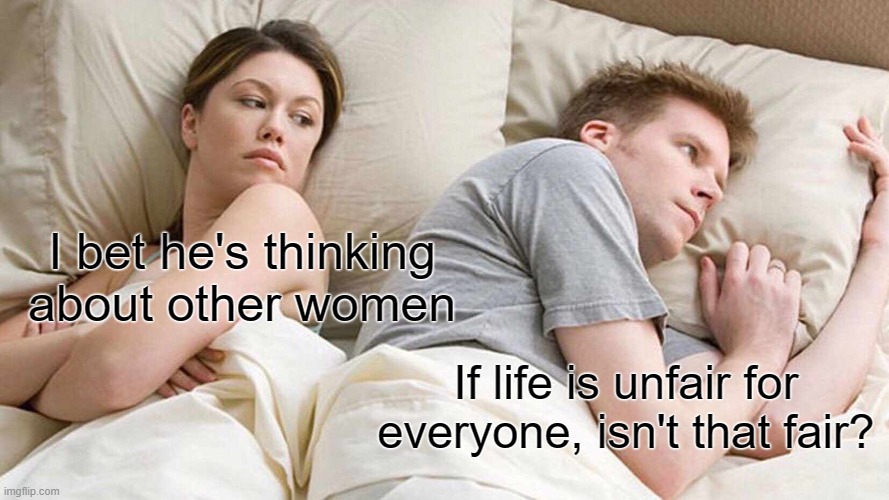 I bet he's thinking
about other women
If life is unfair for
everyone, isn't that fair?
imgflip.com